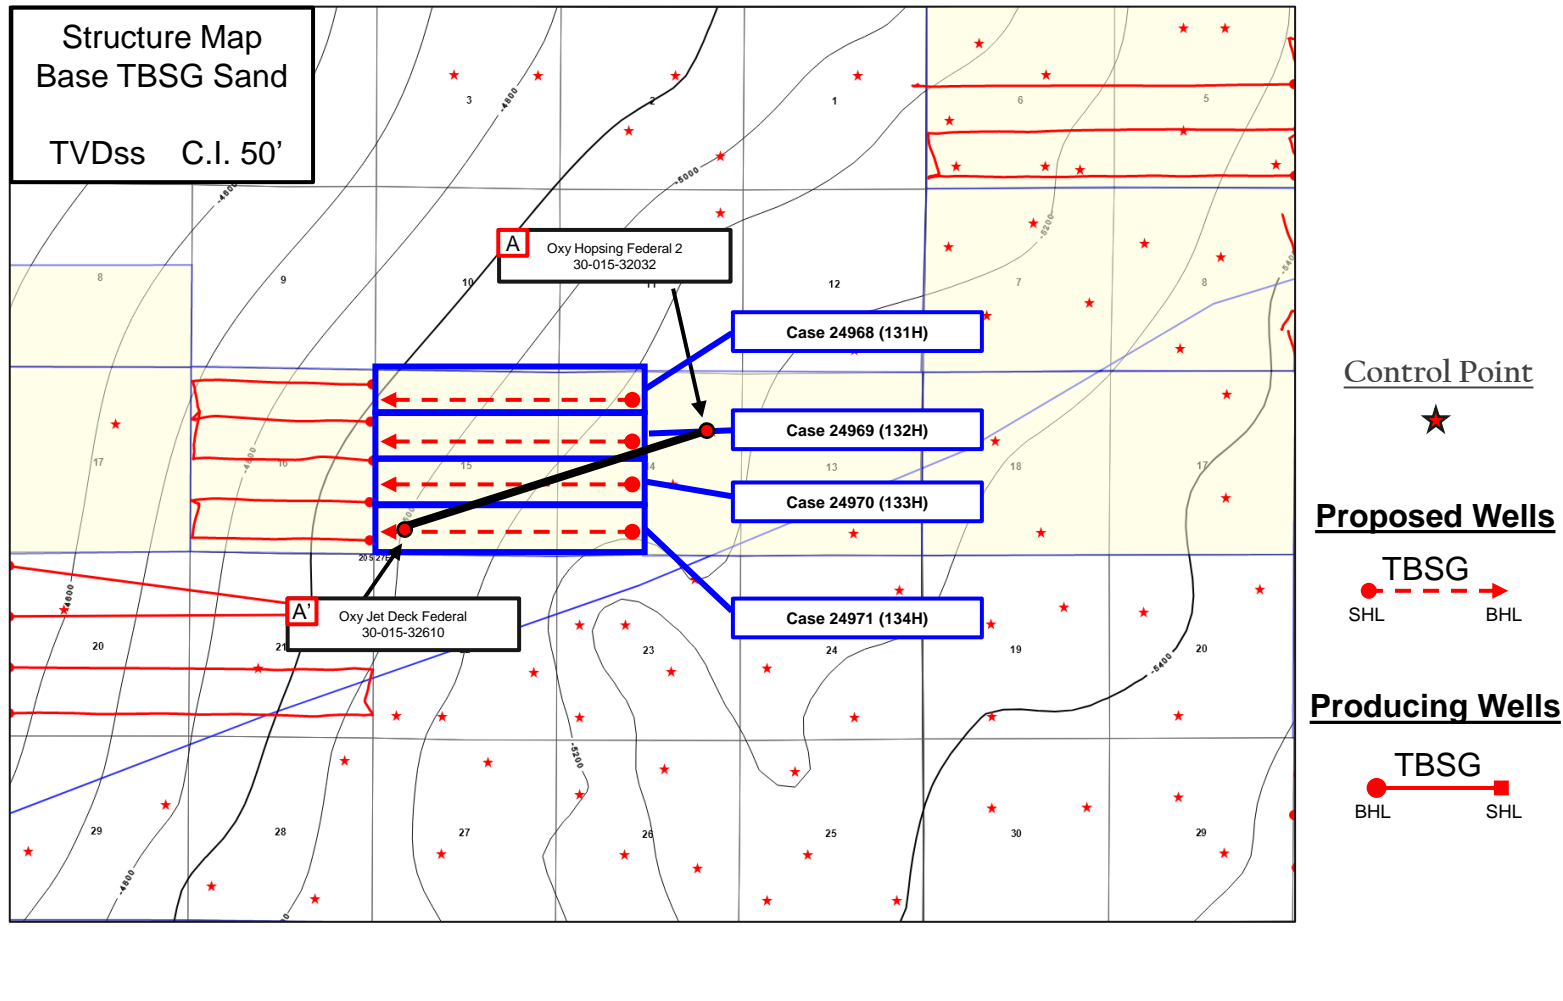 Structure Map
Base TBSG Sand
TVDss C.I. 50’
3
2
1
6
5
-4800
-4800
-5000
-5200
8
9
10
11
12
7
8
A
Oxy Hopsing Federal 2
30-015-32032
Case 24968 (131H)
Case 24969 (132H)
Case 24970 (133H)
Case 24971 (134H)
17
16
15
14
13
18
17
A'
Oxy Jet Deck Federal
30-015-32610
20
21
23
24
19
20
-5400
-5200
29
28
27
26
25
30
29
-4800
Control Point
Proposed Wells
TBSG
SHL
BHL
Producing Wells
TBSG
BHL
SHL